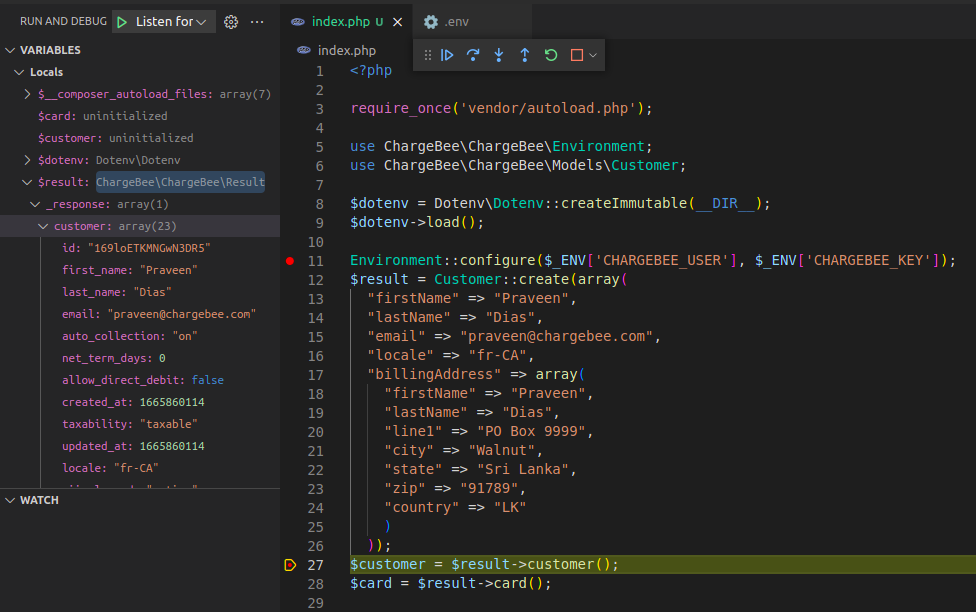 RUN AND DEBUG Listen for
index.php U
.env
VARIABLES
Locals
$__composer_autoload_files: array(7)
$card: uninitialized
$customer: uninitialized
$dotenv: Dotenv\Dotenv
$result: ChargeBee\ChargeBee\Result
_response: array(1)
customer: array(23)
id: "169loETKMNGwN3DR5"
first_name: "Praveen"
last_name: "Dias"
email: "praveen@chargebee.com"
auto_collection: "on"
net_term_days: 0
allow_direct_debit: false
created_at: 1665860114
taxability: "taxable"
updated_at: 1665860114
locale: "fr-CA"
WATCH
index.php
1 <?php
2
3 require_once('vendor/autoload.php');
4
5 use ChargeBee\ChargeBee\Environment;
6 use ChargeBee\ChargeBee\Models\Customer;
7
8 $dotenv = Dotenv\Dotenv::createImmutable(__DIR__);
9 $dotenv->load();
10
11 Environment::configure($_ENV['CHARGEBEE_USER'], $_ENV['CHARGEBEE_KEY']);
12 $result = Customer::create(array(
13 "firstName" => "Praveen",
14 "lastName" => "Dias",
15 "email" => "praveen@chargebee.com",
16 "locale" => "fr-CA",
17 "billingAddress" => array(
18 "firstName" => "Praveen",
19 "lastName" => "Dias",
20 "line1" => "PO Box 9999",
21 "city" => "Walnut",
22 "state" => "Sri Lanka",
23 "zip" => "91789",
24 "country" => "LK"
25 )
26 ));
27 $customer = $result->customer();
28 $card = $result->card();
29